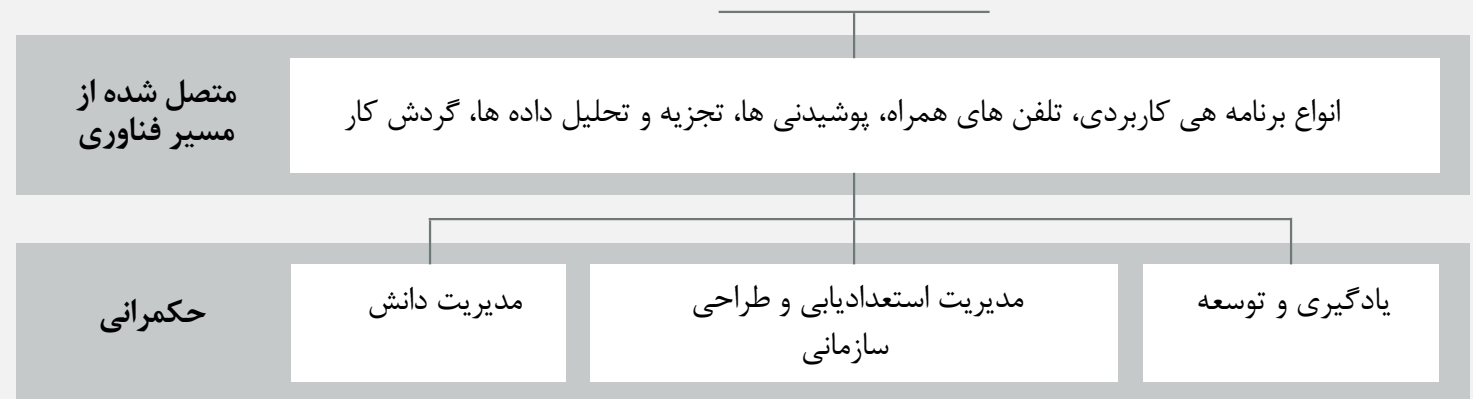 متصل شده از
مسیر فناوری
انواع برنامه هی کاربردی، تلفن های همراه، پوشیدنی ها، تجزیه و تحلیل داده ها، گردش کار
حکمرانی
یادگیری و توسعه
مدیریت استعدادیابی و طراحی
سازمانی
مدیریت دانش